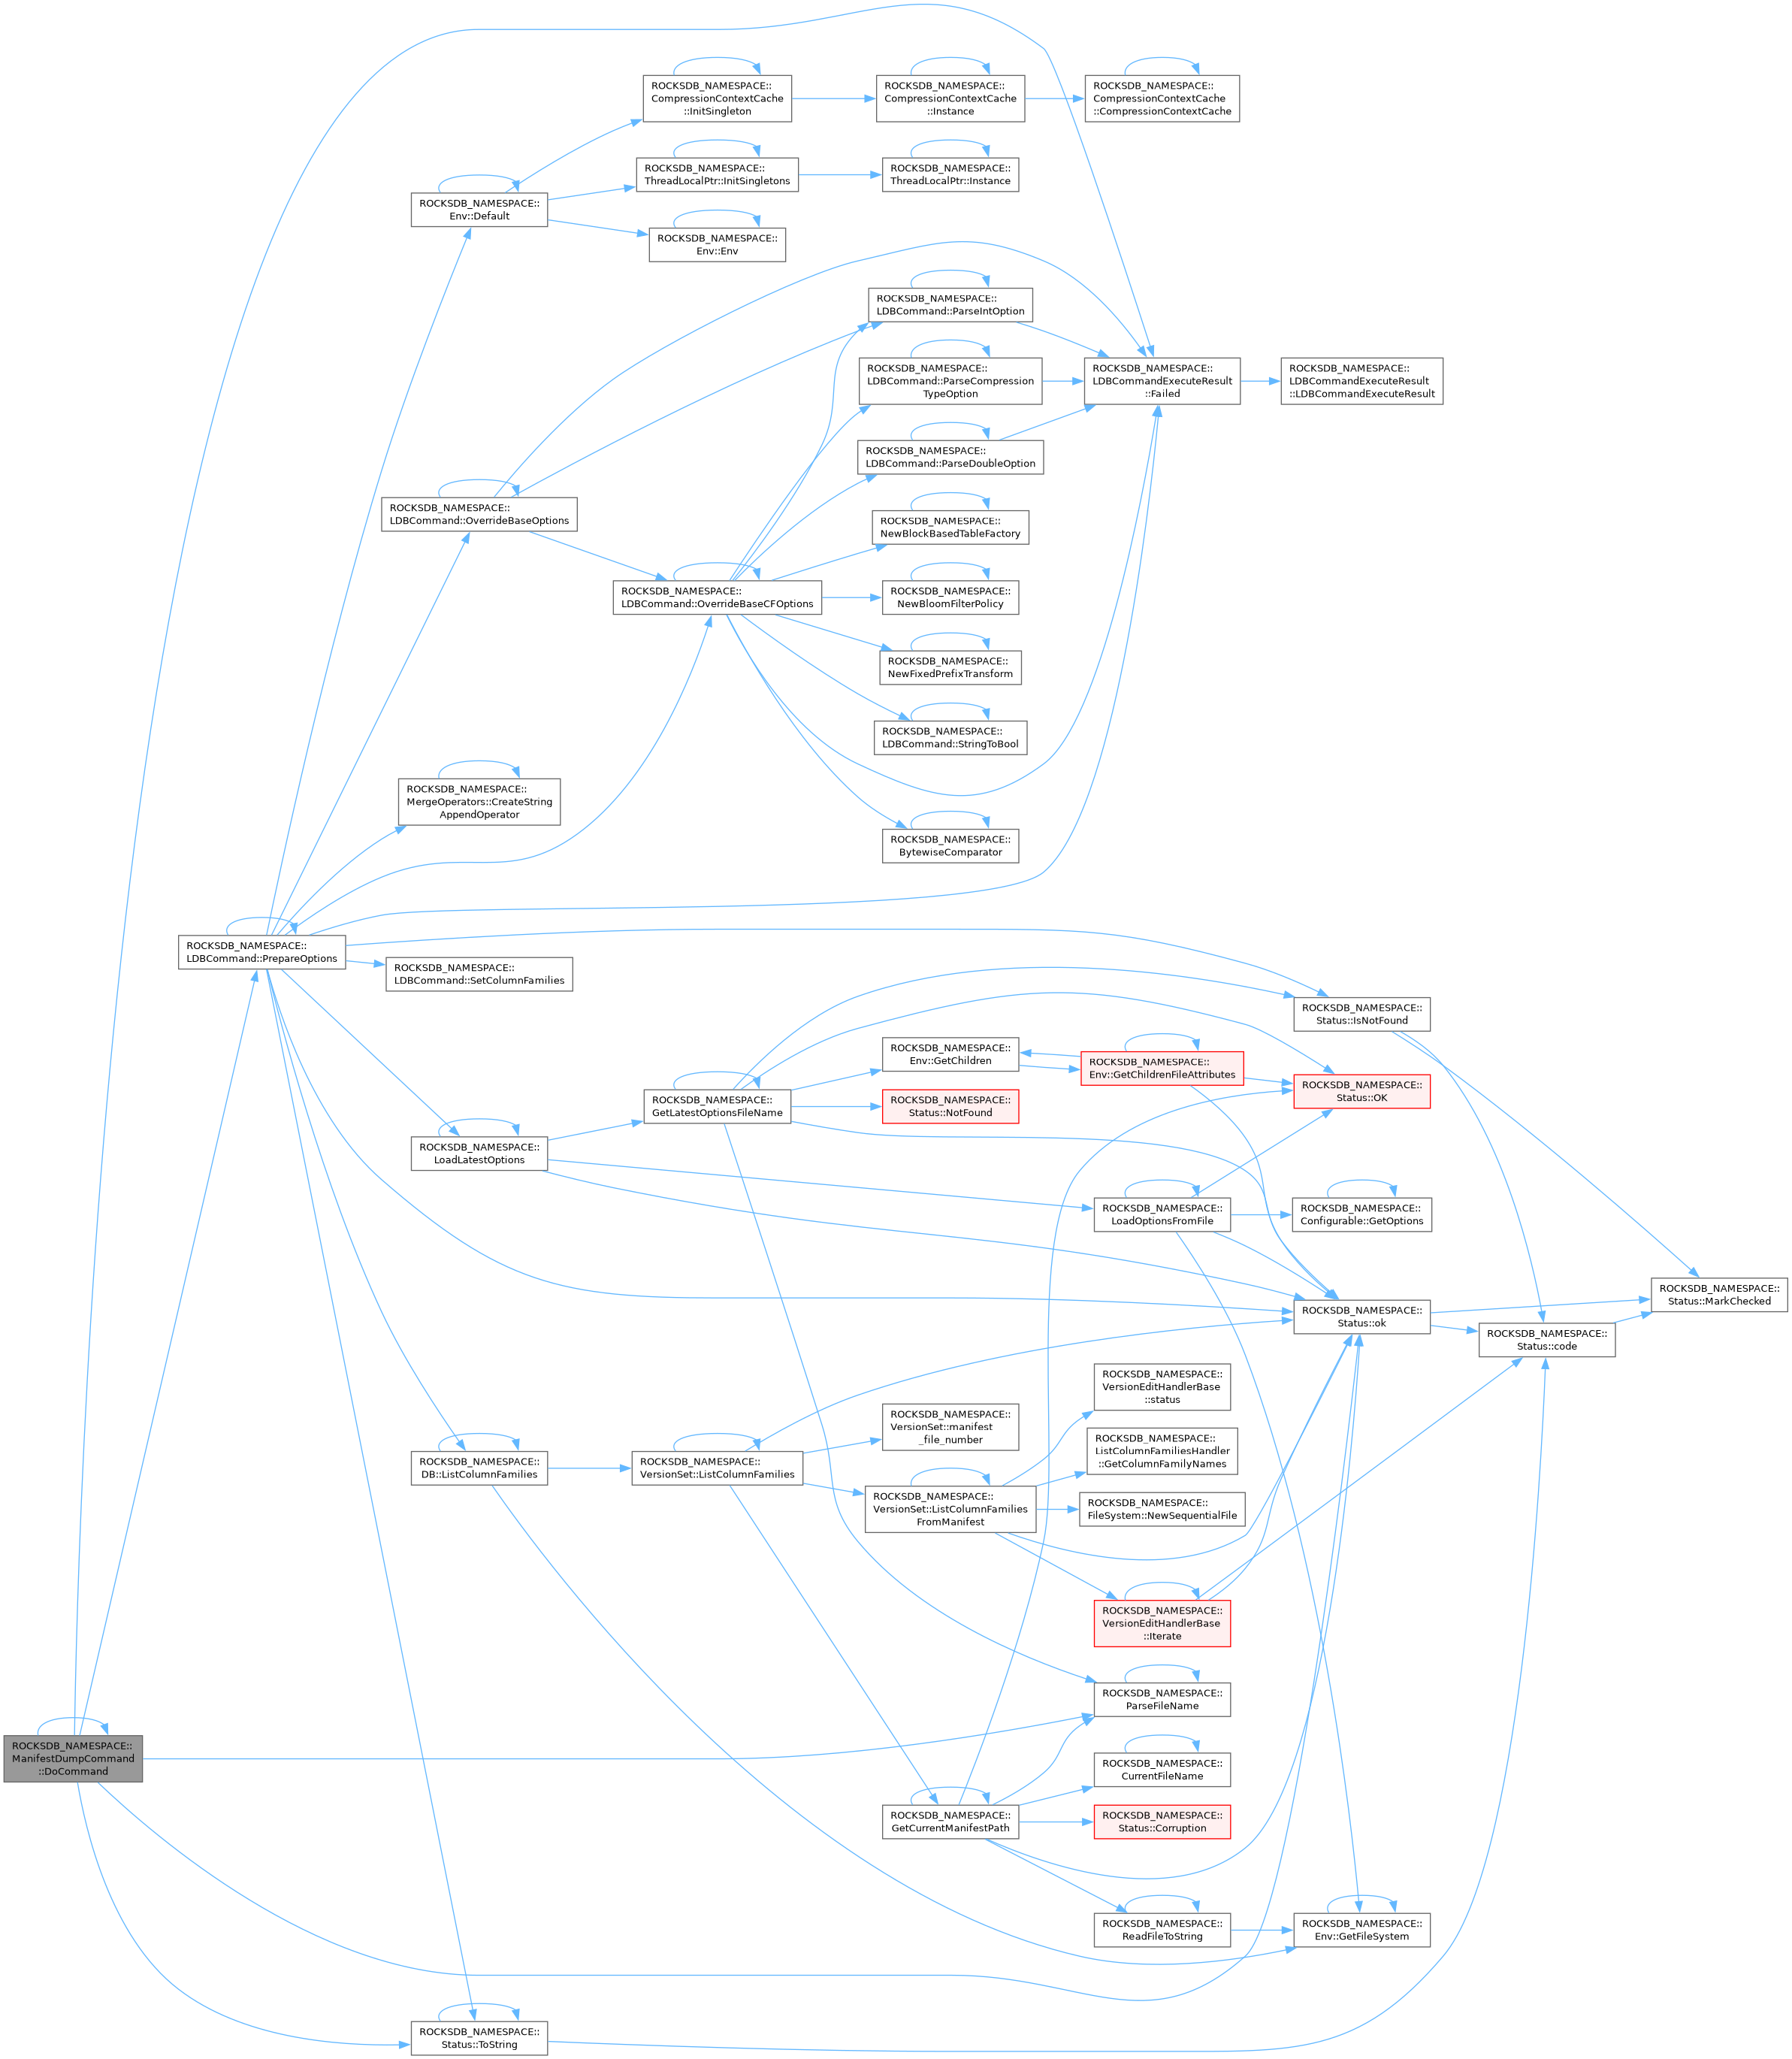 ROCKSDB_NAMESPACE::
CompressionContextCache
::InitSingleton
ROCKSDB_NAMESPACE::
CompressionContextCache
::Instance
ROCKSDB_NAMESPACE::
CompressionContextCache
::CompressionContextCache
ROCKSDB_NAMESPACE::
ThreadLocalPtr::InitSingletons
ROCKSDB_NAMESPACE::
ThreadLocalPtr::Instance
ROCKSDB_NAMESPACE::
Env::Default
ROCKSDB_NAMESPACE::
Env::Env
ROCKSDB_NAMESPACE::
LDBCommand::ParseIntOption
ROCKSDB_NAMESPACE::
LDBCommand::ParseCompression
TypeOption
ROCKSDB_NAMESPACE::
LDBCommandExecuteResult
::Failed
ROCKSDB_NAMESPACE::
LDBCommandExecuteResult
::LDBCommandExecuteResult
ROCKSDB_NAMESPACE::
LDBCommand::ParseDoubleOption
ROCKSDB_NAMESPACE::
LDBCommand::OverrideBaseOptions
ROCKSDB_NAMESPACE::
NewBlockBasedTableFactory
ROCKSDB_NAMESPACE::
LDBCommand::OverrideBaseCFOptions
ROCKSDB_NAMESPACE::
NewBloomFilterPolicy
ROCKSDB_NAMESPACE::
NewFixedPrefixTransform
ROCKSDB_NAMESPACE::
LDBCommand::StringToBool
ROCKSDB_NAMESPACE::
MergeOperators::CreateString
AppendOperator
ROCKSDB_NAMESPACE::
BytewiseComparator
ROCKSDB_NAMESPACE::
LDBCommand::PrepareOptions
ROCKSDB_NAMESPACE::
LDBCommand::SetColumnFamilies
ROCKSDB_NAMESPACE::
Status::IsNotFound
ROCKSDB_NAMESPACE::
Env::GetChildren
ROCKSDB_NAMESPACE::
Env::GetChildrenFileAttributes
ROCKSDB_NAMESPACE::
Status::OK
ROCKSDB_NAMESPACE::
GetLatestOptionsFileName
ROCKSDB_NAMESPACE::
Status::NotFound
ROCKSDB_NAMESPACE::
LoadLatestOptions
ROCKSDB_NAMESPACE::
LoadOptionsFromFile
ROCKSDB_NAMESPACE::
Configurable::GetOptions
ROCKSDB_NAMESPACE::
Status::MarkChecked
ROCKSDB_NAMESPACE::
Status::ok
ROCKSDB_NAMESPACE::
Status::code
ROCKSDB_NAMESPACE::
VersionEditHandlerBase
::status
ROCKSDB_NAMESPACE::
VersionSet::manifest
_file_number
ROCKSDB_NAMESPACE::
ListColumnFamiliesHandler
::GetColumnFamilyNames
ROCKSDB_NAMESPACE::
DB::ListColumnFamilies
ROCKSDB_NAMESPACE::
VersionSet::ListColumnFamilies
ROCKSDB_NAMESPACE::
VersionSet::ListColumnFamilies
FromManifest
ROCKSDB_NAMESPACE::
FileSystem::NewSequentialFile
ROCKSDB_NAMESPACE::
VersionEditHandlerBase
::Iterate
ROCKSDB_NAMESPACE::
ParseFileName
ROCKSDB_NAMESPACE::
ManifestDumpCommand
::DoCommand
ROCKSDB_NAMESPACE::
CurrentFileName
ROCKSDB_NAMESPACE::
GetCurrentManifestPath
ROCKSDB_NAMESPACE::
Status::Corruption
ROCKSDB_NAMESPACE::
ReadFileToString
ROCKSDB_NAMESPACE::
Env::GetFileSystem
ROCKSDB_NAMESPACE::
Status::ToString